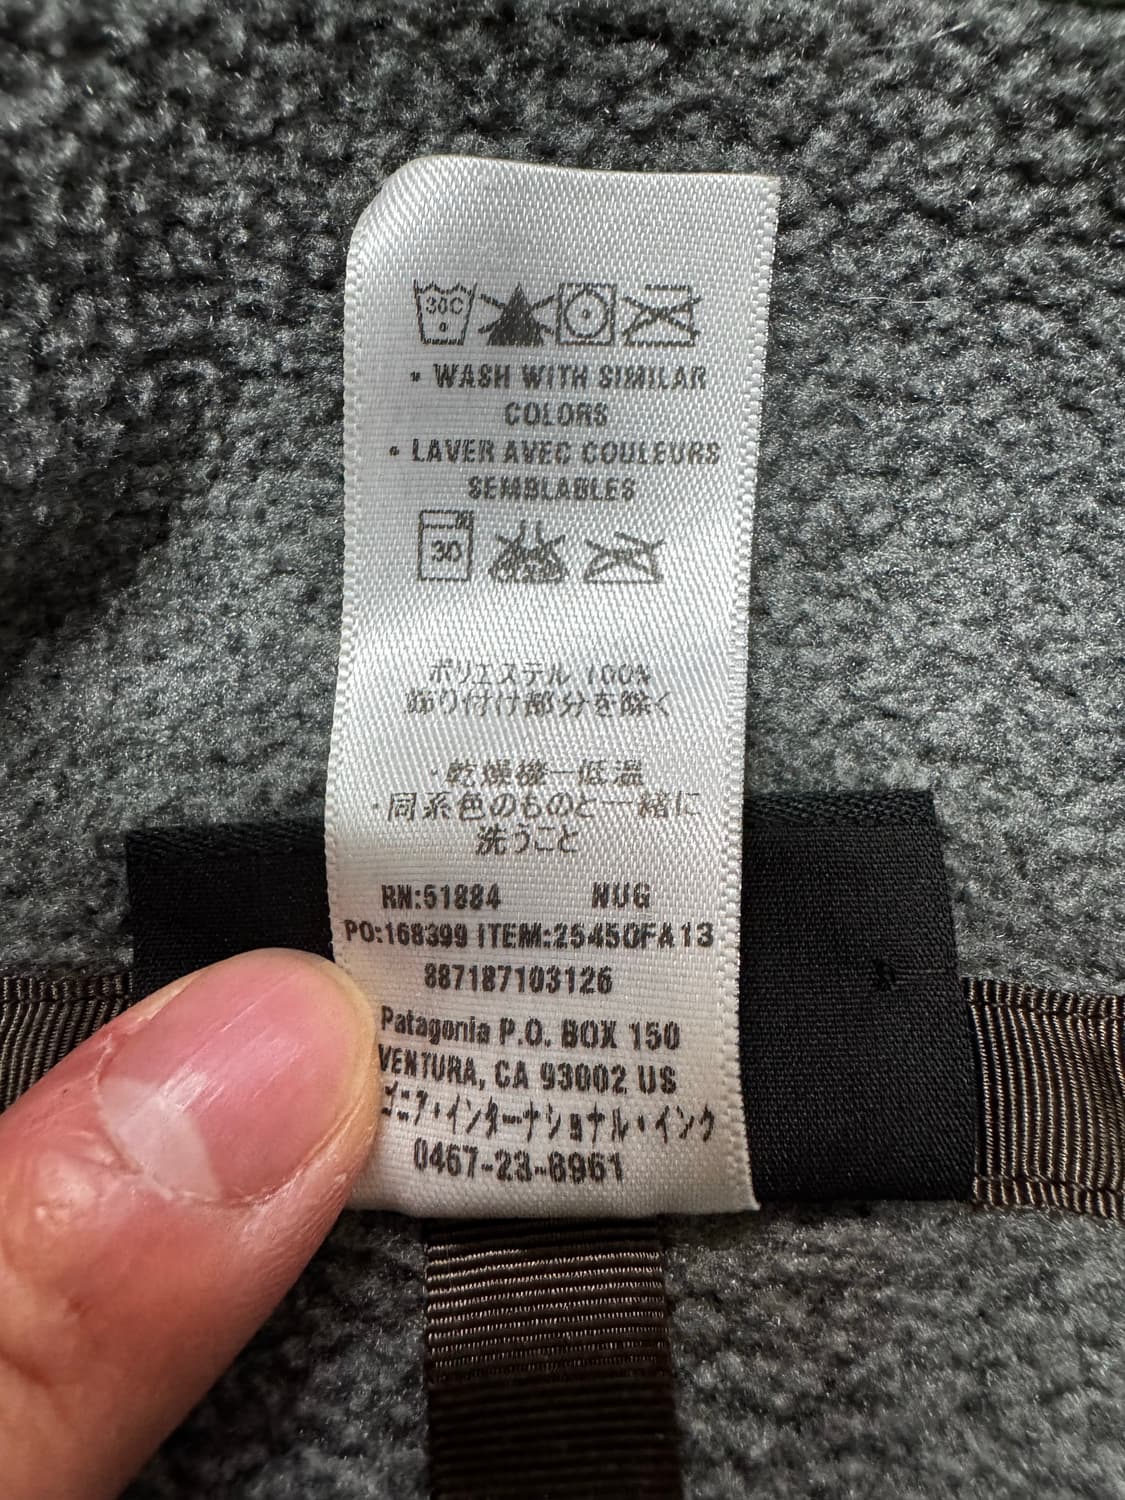 30C
• WASH WITH SIMILAR
COLORS
• LAVER AVEC COULEURS
SEMBLABLES
30
ポリエステル 100%
飾り付け部分を除く
・乾燥機ー低温
・同系色のものと一緒に
洗うこと
RN:51884 NUG
PO:168399 ITEM:25450FA13
887187103126
Patagonia P.O. BOX 150
VENTURA, CA 93002 US
ゴニア・インターナショナル・インク
0467-23-8961